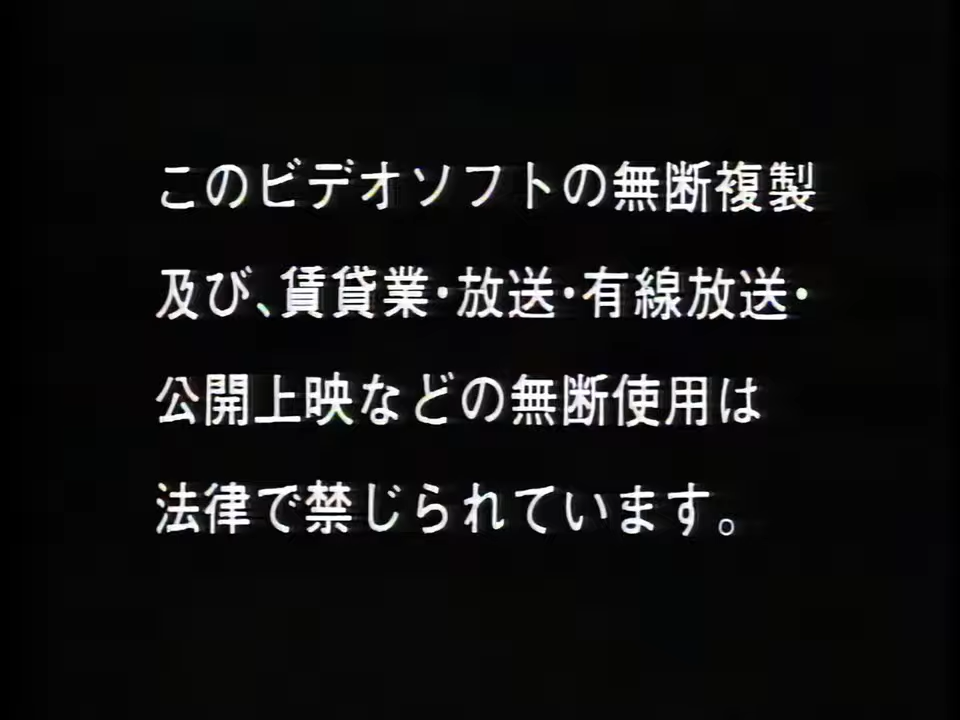 このビデオソフトの無断複製
及び、賃貸業・放送・有線放送・
公開上映などの無断使用は
法律で禁じられています。